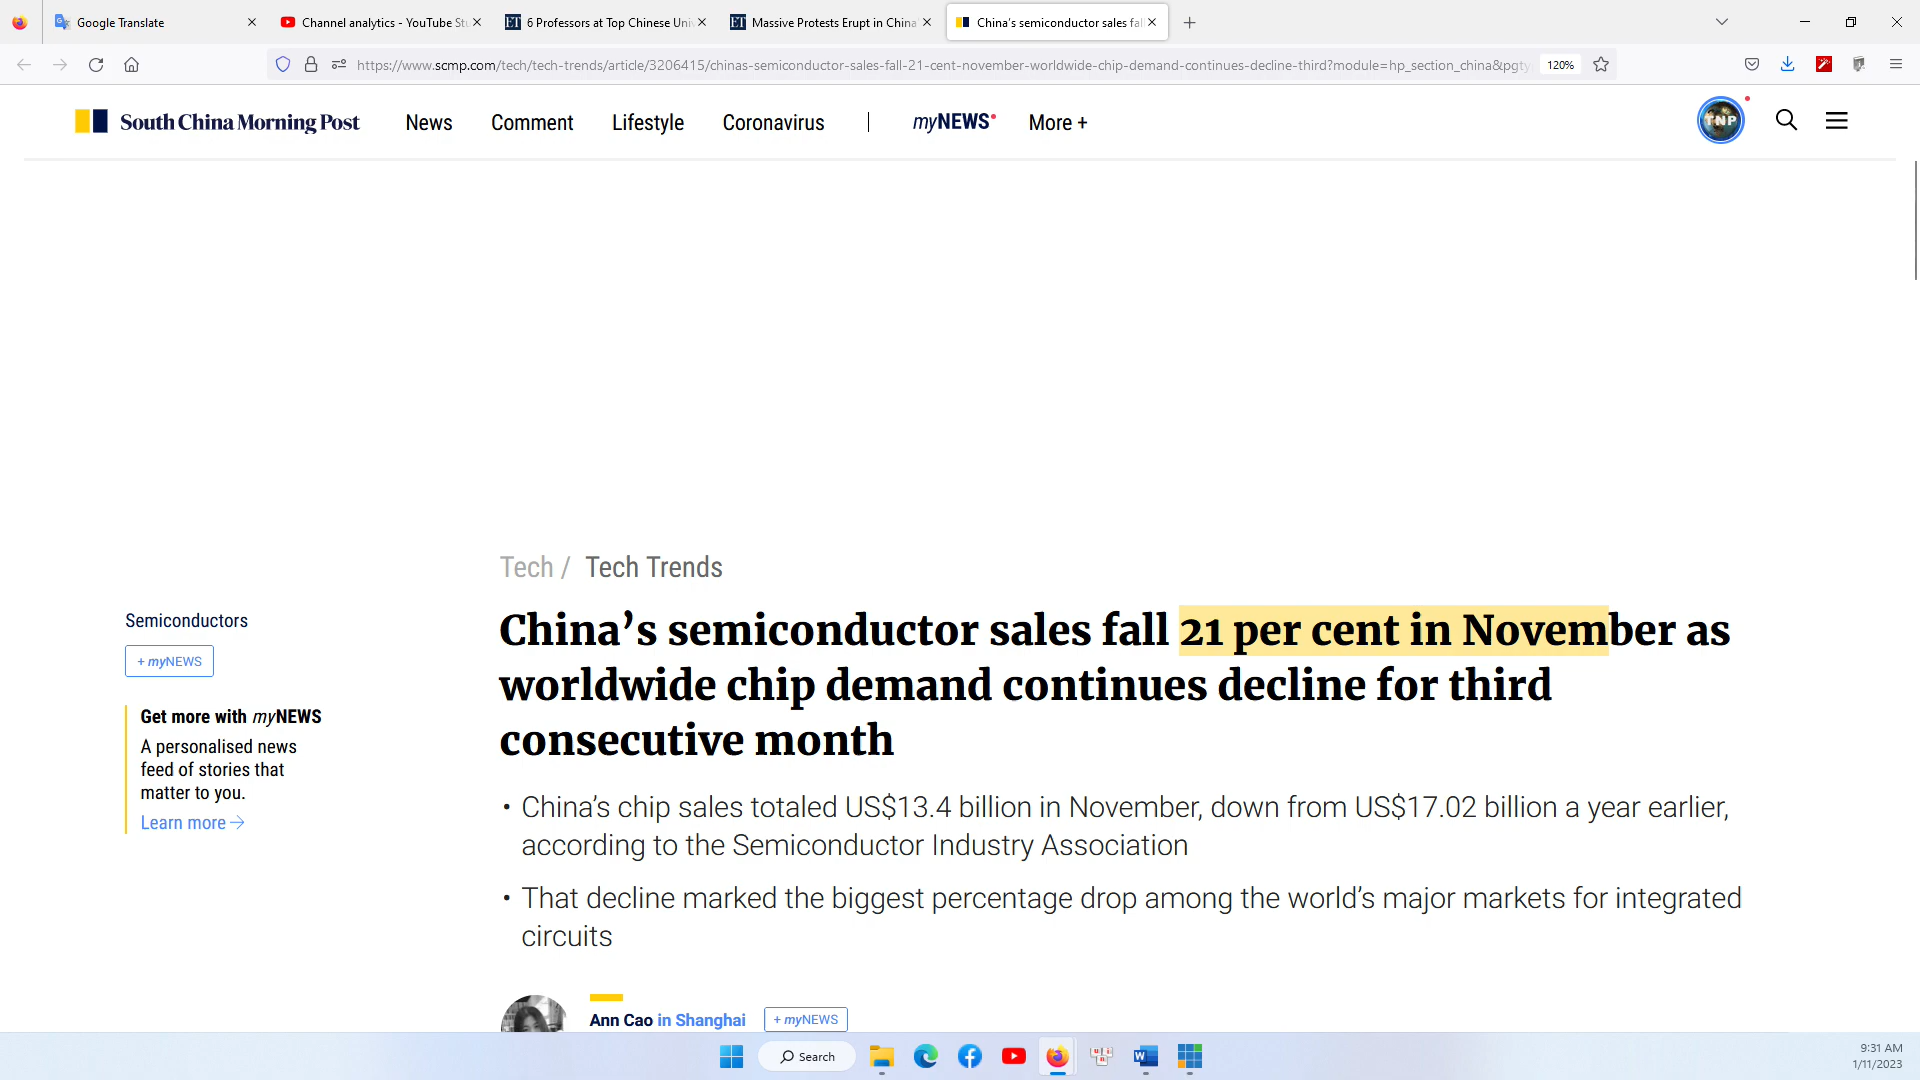 Google Translate
Channel analytics - YouTube Stu
6 Professors at Top Chinese Univ
Massive Protests Erupt in China
China's semiconductor sales fall
https://www.scmp.com/tech/tech-trends/article/3206415/chinas-semiconductor-sales-fall-21-cent-november-worldwide-chip-demand-continues-decline-third?module=hp_section_china&pgty
120%
South China Morning Post
News
Comment
Lifestyle
Coronavirus
myNEWS
More +
TNP
Tech / Tech Trends
Semiconductors
+ myNEWS
Get more with myNEWS
A personalised news
feed of stories that
matter to you.
Learn more
China’s semiconductor sales fall 21 per cent in November as
worldwide chip demand continues decline for third
consecutive month
• China’s chip sales totaled US$13.4 billion in November, down from US$17.02 billion a year earlier,
according to the Semiconductor Industry Association
• That decline marked the biggest percentage drop among the world’s major markets for integrated
circuits
Ann Cao in Shanghai
+ myNEWS
Search
9:31 AM
1/11/2023